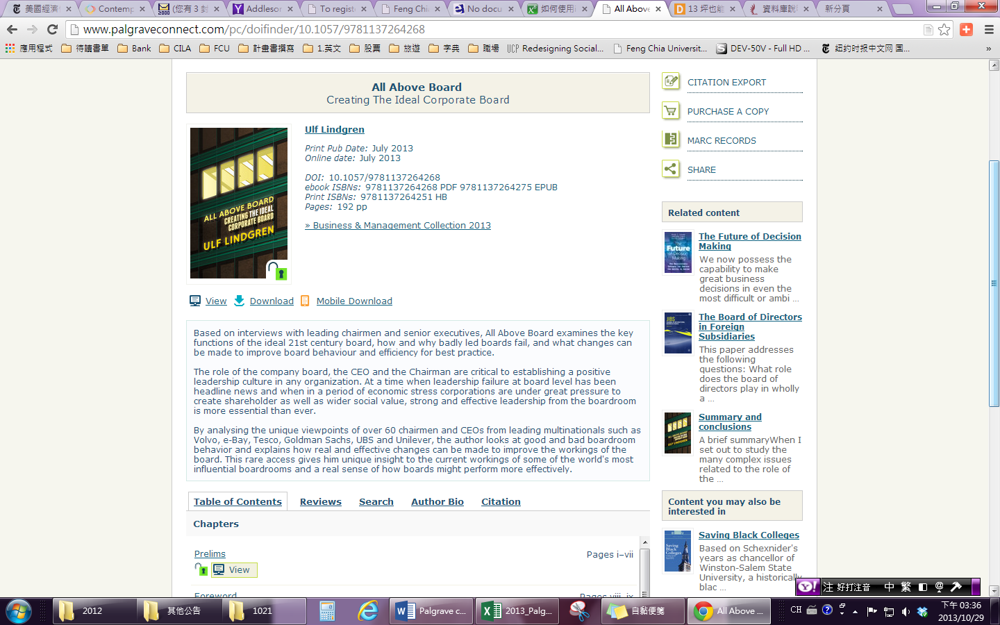 美國經濟
Contemp
(您有 3 封
Addlesor
To registe
Feng Chia
No docu
如何使用
All Above
13 坪也能
資料庫說
新分頁
www.palgraveconnect.com/pc/doifinder/10.1057/9781137264268
應用程式 待讀書單 Bank CILA FCU 計畫書撰寫 1.英文 股票 旅遊 字典 職場 UCP Redesigning Social... Feng Chia Universit... DEV-50V - Full HD ... 纽约时报中文网 国... »
All Above Board
Creating The Ideal Corporate Board
ALL ABOVE BOARD
CREATING THE IDEAL
CORPORATE BOARD
ULF LINDGREN
Ulf Lindgren
Print Pub Date: July 2013
Online date: July 2013
DOI: 10.1057/9781137264268
ebook ISBNs: 9781137264268 PDF 9781137264275 EPUB
Print ISBNs: 9781137264251 HB
Pages: 192 pp
» Business & Management Collection 2013
View Download Mobile Download
Based on interviews with leading chairmen and senior executives, All Above Board examines the key
functions of the ideal 21st century board, how and why badly led boards fail, and what changes can
be made to improve board behaviour and efficiency for best practice.
The role of the company board, the CEO and the Chairman are critical to establishing a positive
leadership culture in any organization. At a time when leadership failure at board level has been
headline news and when in a period of economic stress corporations are under great pressure to
create shareholder as well as wider social value, strong and effective leadership from the boardroom
is more essential than ever.
By analysing the unique viewpoints of over 60 chairmen and CEOs from leading multinationals such as
Volvo, e-Bay, Tesco, Goldman Sachs, UBS and Unilever, the author looks at good and bad boardroom
behavior and explains how real and effective changes can be made to improve the workings of the
board. This rare access gives him unique insight to the current workings of some of the world's most
influential boardrooms and a real sense of how boards might perform more effectively.
Table of Contents Reviews Search Author Bio Citation
Chapters
Prelims Pages i–vii
View
Foreword Pages viii–ix
CITATION EXPORT
PURCHASE A COPY
MARC RECORDS
SHARE
Related content
The Future of Decision
Making
We now possess the
capability to make
great business
decisions in even the
most difficult or ambi ...
The Board of Directors
in Foreign
Subsidiaries
This paper addresses
the following
questions: What role
does the board of
directors play in wholly
a ...
Summary and
conclusions
A brief summaryWhen I
set out to study the
many complex issues
related to the role of
the ...
Content you may also be
interested in
Saving Black Colleges
Based on Schexnider's
years as chancellor of
Winston-Salem State
University, a historically
blac ...
Y! 注 好打注音 中 繁
2012 其他公告 1021 Palgrave c... 2013_Palg... 自黏便箋 All Above ... CH
下午 03:36
2013/10/29